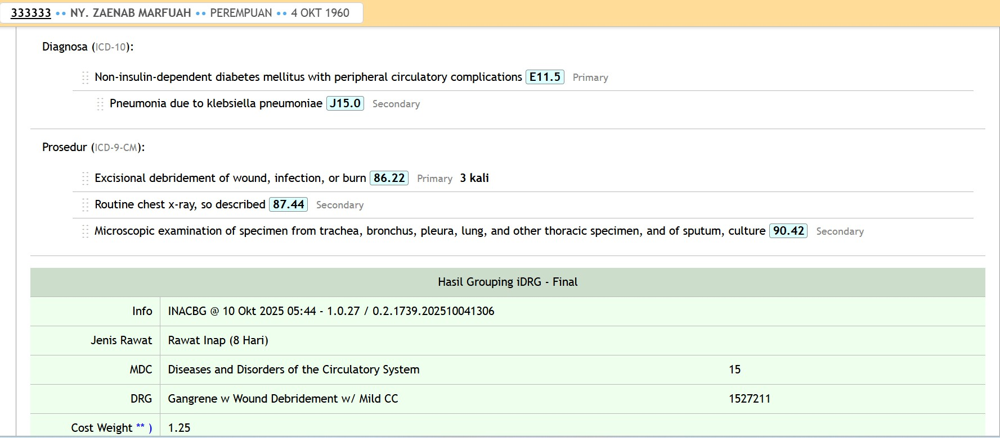 333333 •• NY. ZAENAB MARFUAH •• PEREMPUAN •• 4 OKT 1960
Diagnosa (ICD-10):
Non-insulin-dependent diabetes mellitus with peripheral circulatory complications E11.5 Primary
Pneumonia due to klebsiella pneumoniae J15.0 Secondary
Prosedur (ICD-9-CM):
Excisional debridement of wound, infection, or burn 86.22 Primary 3 kali
Routine chest x-ray, so described 87.44 Secondary
Microscopic examination of specimen from trachea, bronchus, pleura, lung, and other thoracic specimen, and of sputum, culture 90.42 Secondary
Hasil Grouping iDRG - Final
Info INACBG @ 10 Okt 2025 05:44 - 1.0.27 / 0.2.1739.202510041306
Jenis Rawat Rawat Inap (8 Hari)
MDC Diseases and Disorders of the Circulatory System 15
DRG Gangrene w Wound Debridement w/ Mild CC 1527211
Cost Weight ** ) 1.25